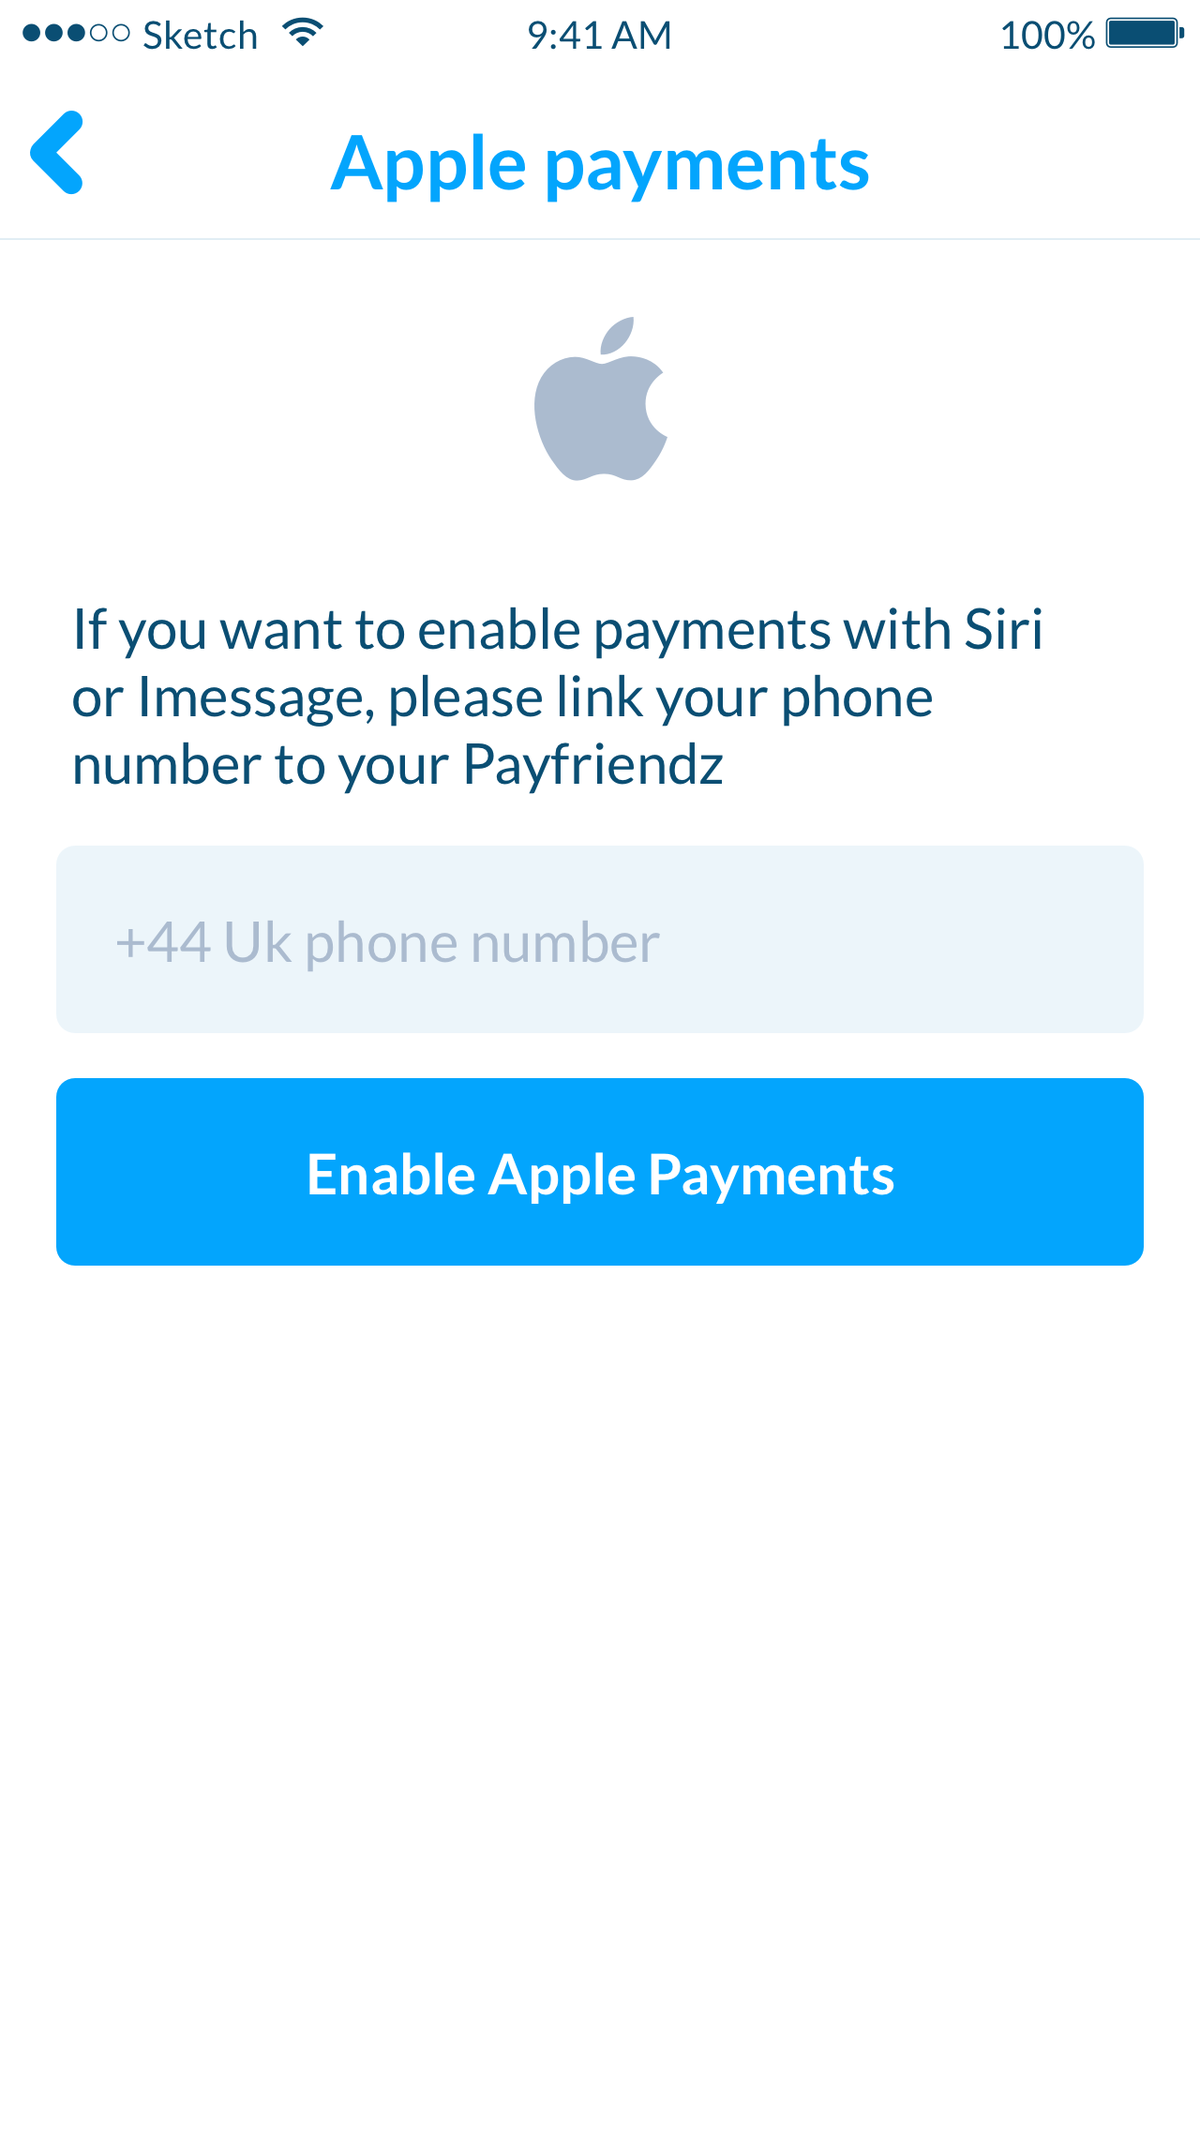 Sketch 9:41 AM 100%
Apple payments
If you want to enable payments with Siri
or Imessage, please link your phone
number to your Payfriendz
+44 Uk phone number
Enable Apple Payments